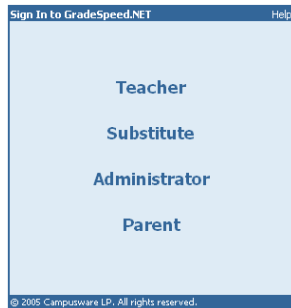 Sign In to GradeSpeed.NET Help
Teacher
Substitute
Administrator
Parent
© 2005 Campusware LP. All rights reserved.